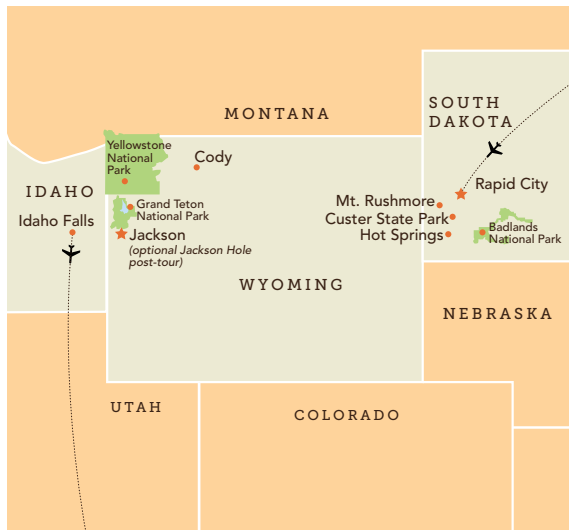 MONTANA
SOUTH
DAKOTA
Yellowstone
National
Park
Cody
IDAHO
Idaho Falls
Grand Teton
National Park
Jackson
(optional Jackson Hole
post-tour)
Rapid City
Mt. Rushmore
Custer State Park
Hot Springs
Badlands
National Park
WYOMING
NEBRASKA
UTAH
COLORADO